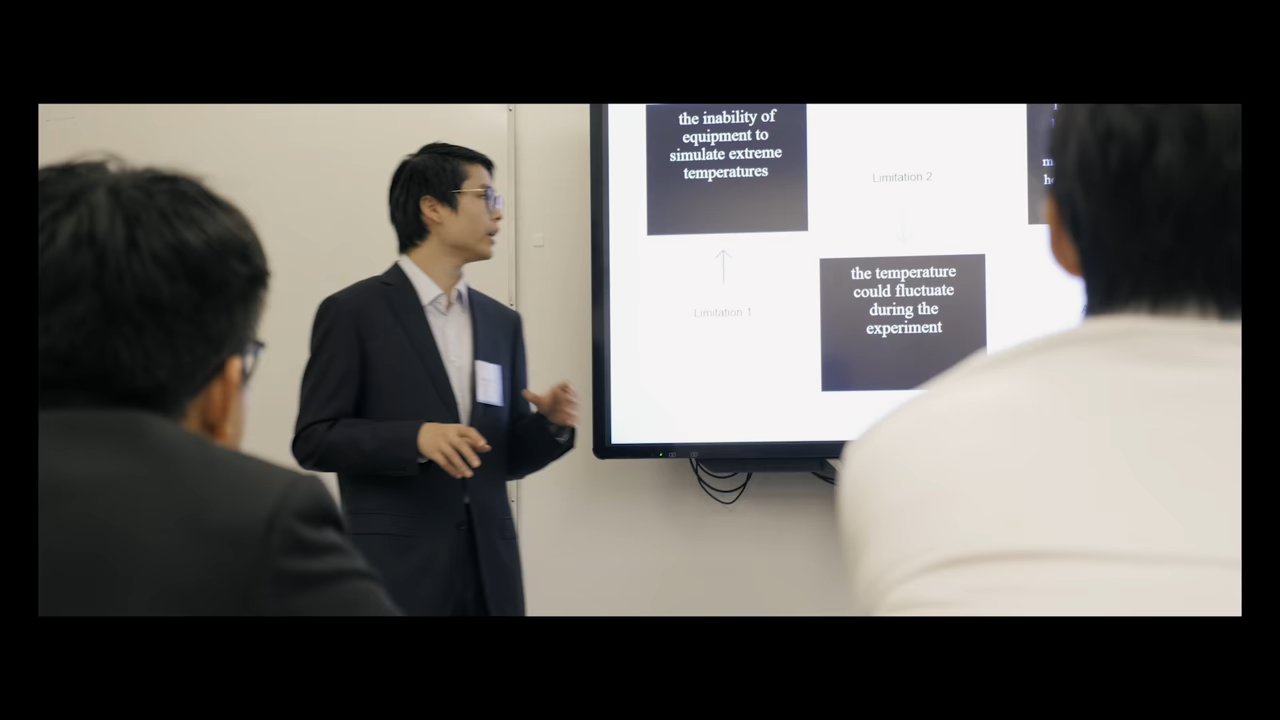 the inability of
equipment to
simulate extreme
temperatures
Limitation 1
Limitation 2
the temperature
could fluctuate
during the
experiment